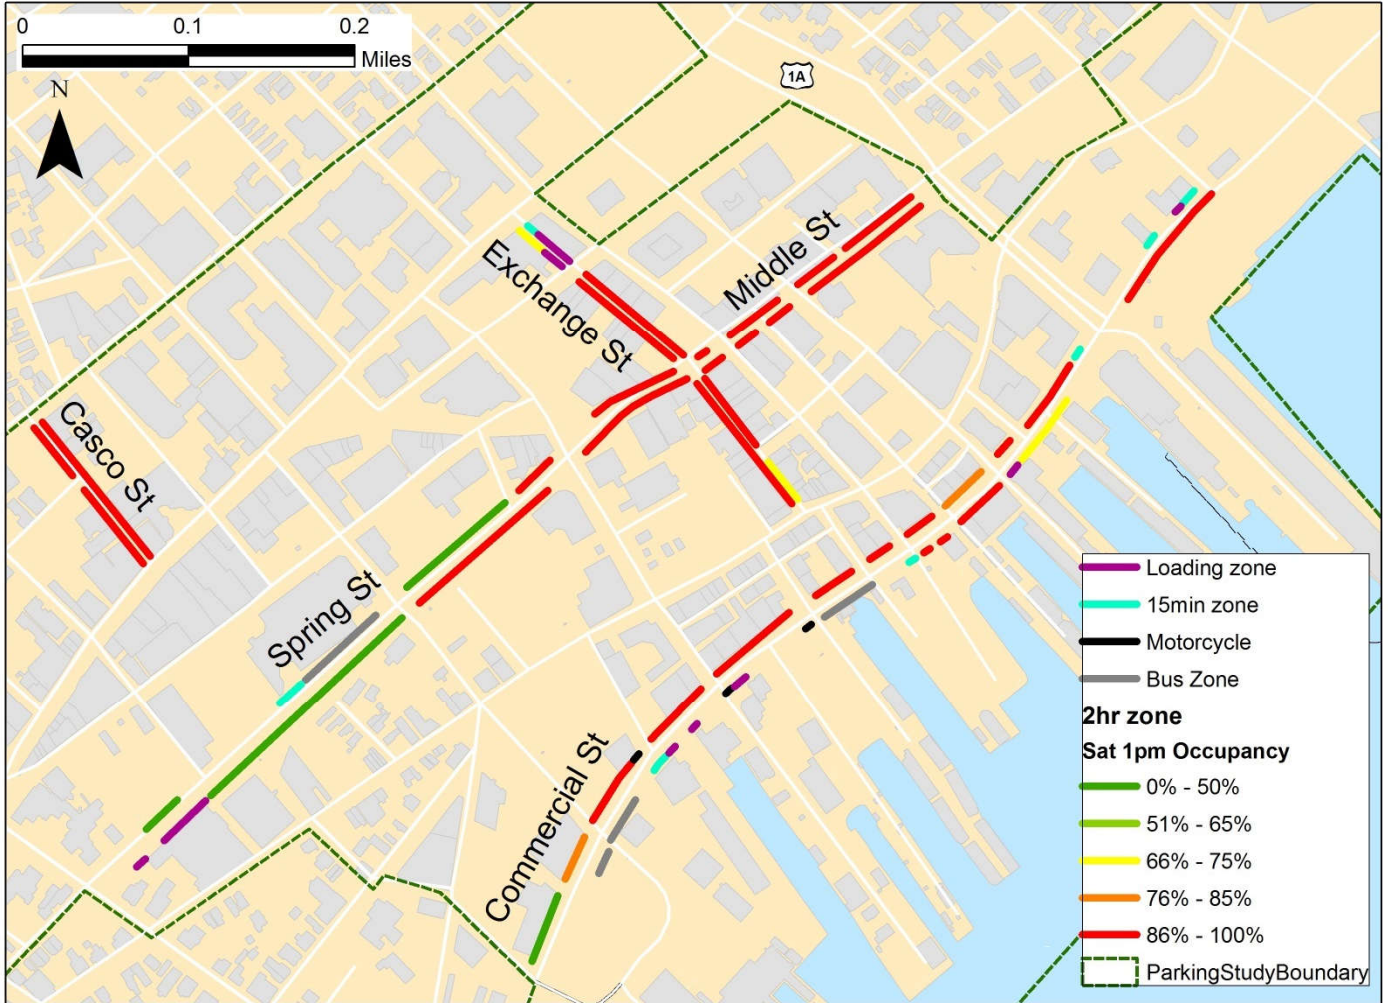 0 0.1 0.2
Miles
N
1A
Middle St
Exchange St
Casco St
Spring St
Commercial St
Loading zone
15min zone
Motorcycle
Bus Zone
2hr zone
Sat 1pm Occupancy
0% - 50%
51% - 65%
66% - 75%
76% - 85%
86% - 100%
ParkingStudyBoundary